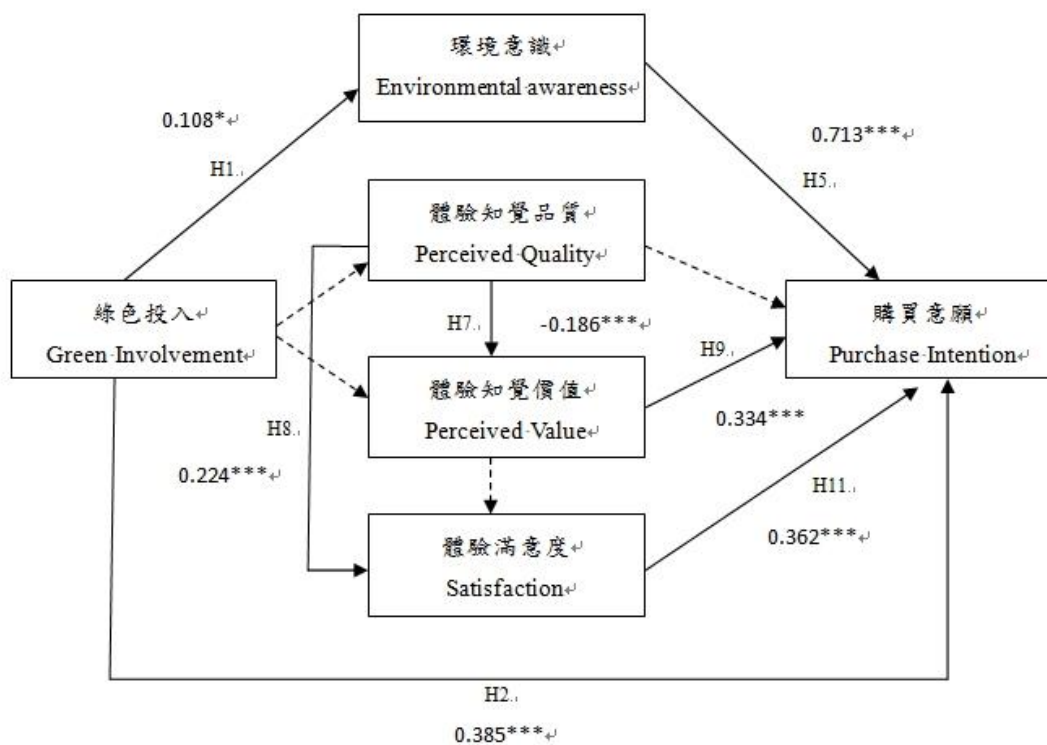 環境意識↵
Environmental awareness↵
0.108*↵
H1.↵
0.713***↵
H5.↵
體驗知覺品質↵
Perceived Quality↵
綠色投入↵
Green Involvement↵
H7.↵
-0.186***↵
購買意願↵
Purchase Intention↵
H9.↵
體驗知覺價值↵
Perceived Value↵
0.334***
H8.↵
0.224***↵
H11.↵
0.362***↵
體驗滿意度↵
Satisfaction↵
H2.↵
0.385***↵